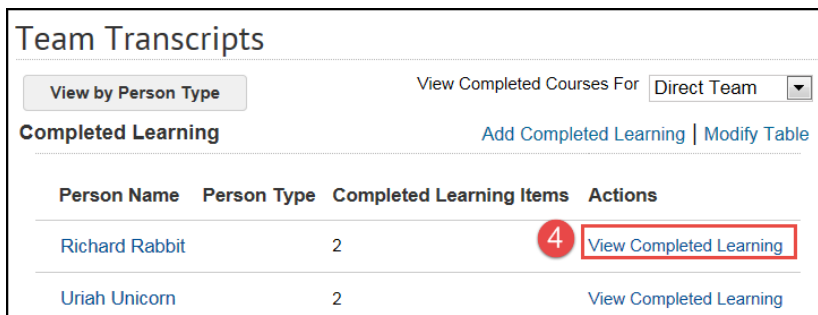 Team Transcripts
View by Person Type
View Completed Courses For Direct Team
Completed Learning
Add Completed Learning | Modify Table
Person Name Person Type Completed Learning Items Actions
Richard Rabbit 2 4 View Completed Learning
Uriah Unicorn 2 View Completed Learning